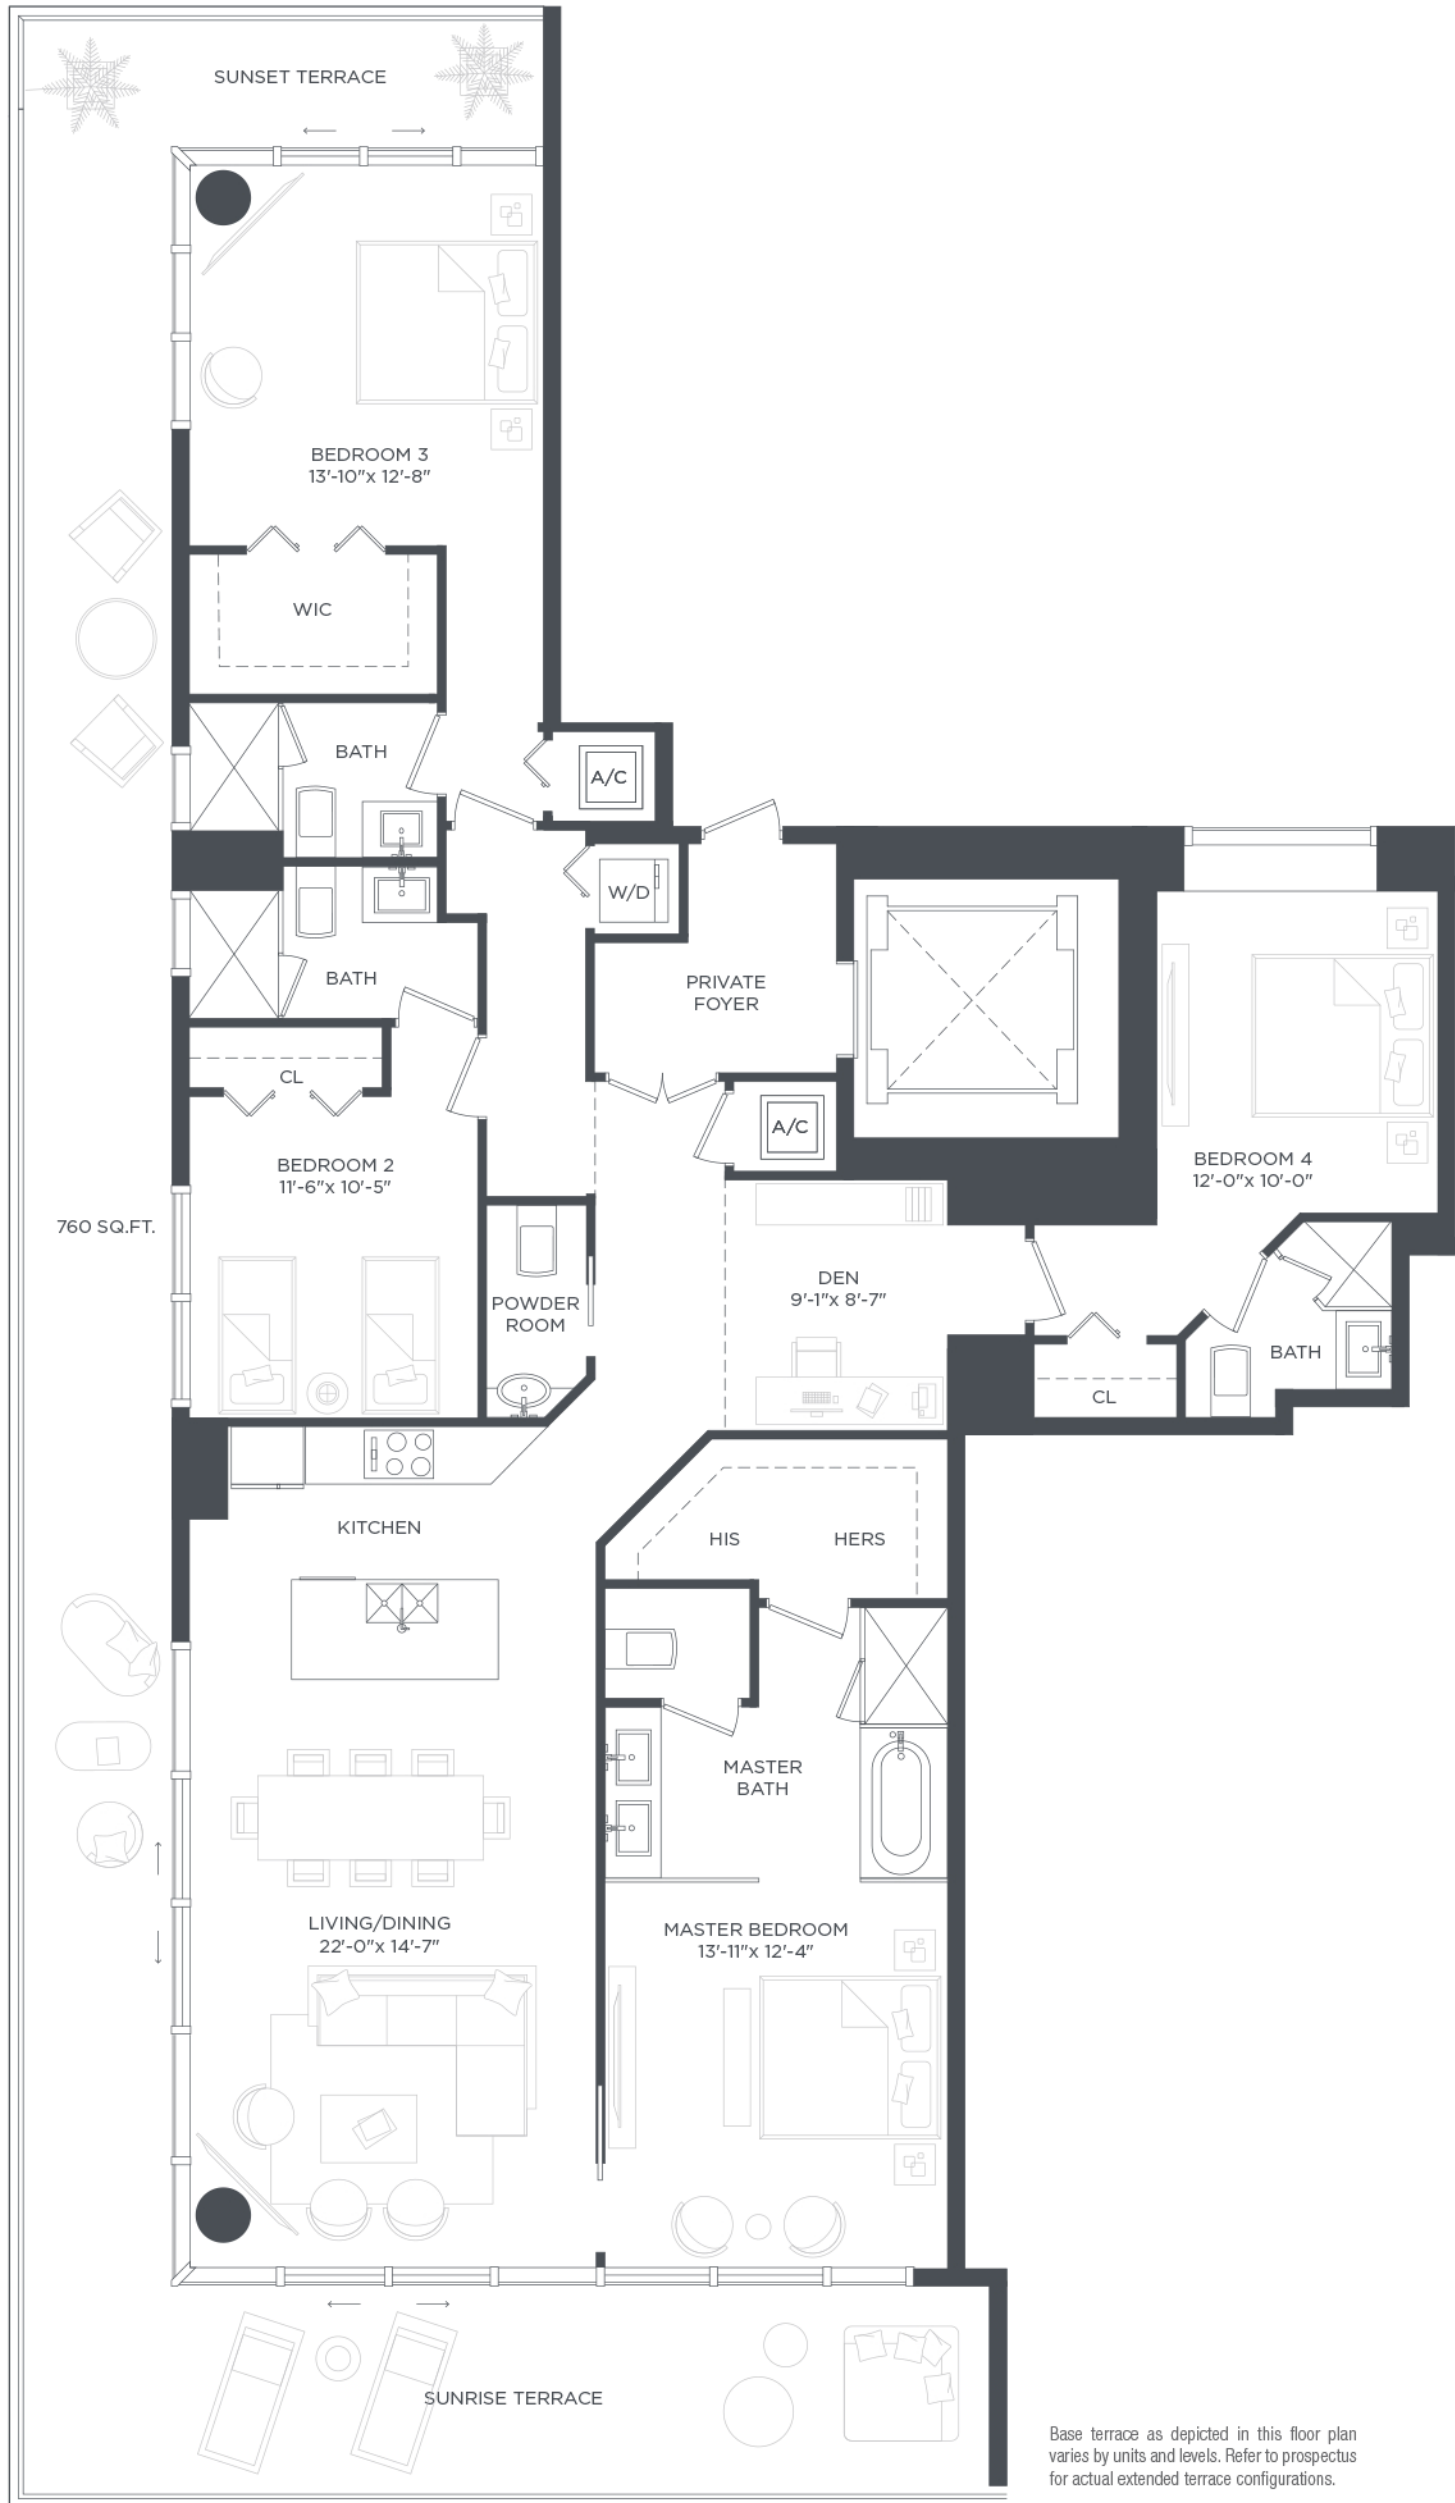 SUNSET TERRACE
BEDROOM 3
13'-10"x 12'-8"
WIC
BATH
A/C
W/D
BATH
PRIVATE
FOYER
CL
A/C
BEDROOM 2
11'-6"x 10'-5"
BEDROOM 4
12'-0"x 10'-0"
760 SQ.FT.
DEN
9'-1"x 8'-7"
POWDER
ROOM
BATH
CL
KITCHEN
HIS
HERS
MASTER
BATH
LIVING/DINING
22'-0"x 14'-7"
MASTER BEDROOM
13'-11"x 12'-4"
SUNRISE TERRACE
Base terrace as depicted in this floor plan
varies by units and levels. Refer to prospectus
for actual extended terrace configurations.